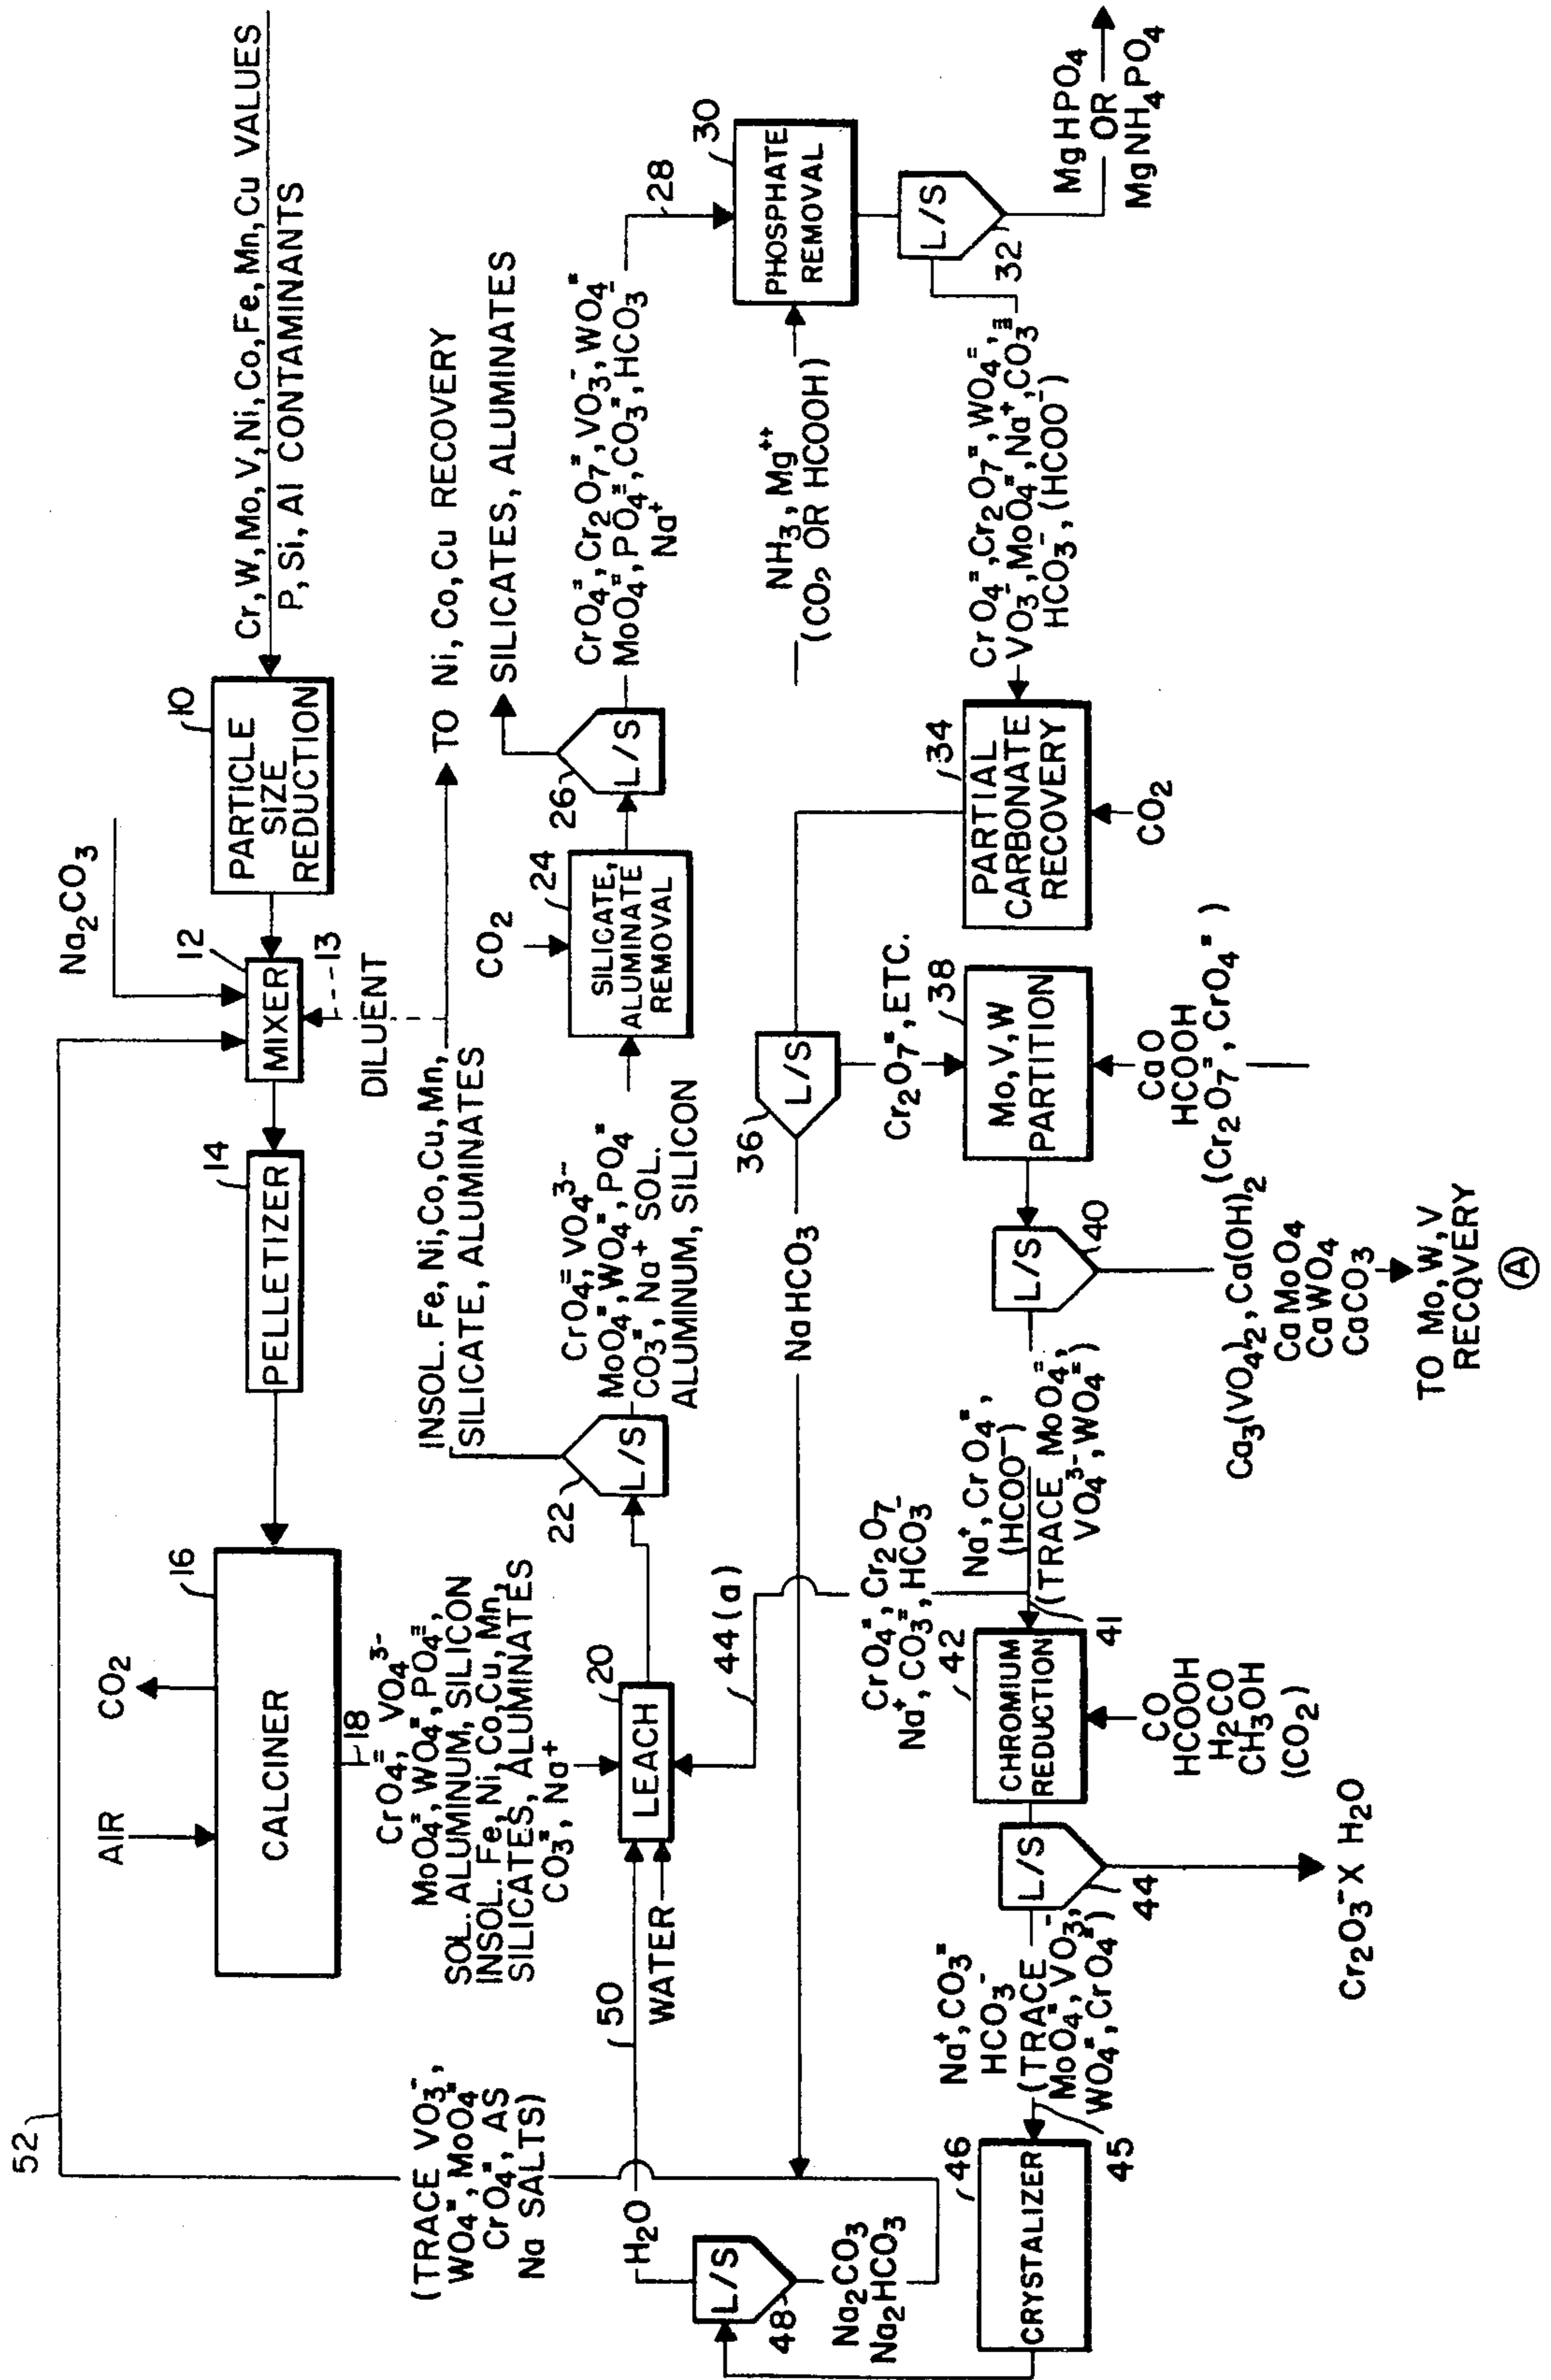 Cr, W, Mo, V, Ni, Co, Fe, Mn, Cu VALUES
P, Si, Al CONTAMINANTS
10
PARTICLE
SIZE
REDUCTION
Na2CO3
12
MIXER
13
DILUENT
14
PELLETIZER
16
CALCINER
AIR
CO2
18
CrO4=, VO4 3-
MoO4=, WO4=, PO4≡,
SOL. ALUMINUM, SILICON
INSOL. Fe, Ni, Co, Cu, Mn,
SILICATES, ALUMINATES
CO3=, Na+
52
(TRACE VO3-,
WO4=, MoO4=
CrO4=, AS
Na SALTS)
50
H2O
WATER
20
LEACH
44(a)
22
L/S
INSOL. Fe, Ni, Co, Cu, Mn,
SILICATE, ALUMINATES
TO Ni, Co, Cu RECOVERY
CrO4=, VO4 3-
MoO4=, WO4=, PO4≡
CO3=, Na+ SOL.
ALUMINUM, SILICON
CO2
24
SILICATE,
ALUMINATE
REMOVAL
26
L/S
SILICATES, ALUMINATES
CrO4=, Cr2O7=, VO3-, WO4=
MoO4=, PO4≡, CO3=, HCO3-
Na+
28
30
PHOSPHATE
REMOVAL
NH3, Mg++
(CO2 OR HCOOH)
L/S
32
MgHPO4
OR
MgNH4PO4
CrO4=, Cr2O7=, WO4=,
VO3-, MoO4=, Na+, CO3=
HCO3-, (HCOO-)
34
PARTIAL
CARBONATE
RECOVERY
CO2
36
L/S
NaHCO3
Cr2O7=, ETC.
38
Mo, V, W
PARTITION
CaO
HCOOH
(Cr2O7=, CrO4=)
L/S
40
Ca3(VO4)2, Ca(OH)2
CaMoO4
CaWO4
CaCO3
TO Mo, W, V
RECOVERY
A
Na+, CrO4=,
(HCOO-)
(TRACE MoO4=,
VO4 3-, WO4=)
41
CrO4=, Cr2O7=
Na+, CO3=, HCO3-
42
CHROMIUM
REDUCTION
CO
HCOOH
H2CO
CH3OH
(CO2)
L/S
44
Cr2O3-X H2O
Na+, CO3=
HCO3-
(TRACE
MoO4=, VO3-,
WO4=, CrO4=)
45
46
CRYSTALIZER
L/S
48
Na2CO3
Na2HCO3